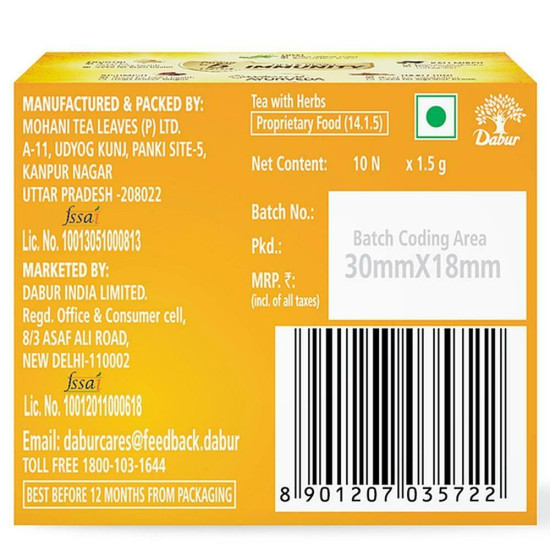 IMMUNITY
AYURVEDA
MANUFACTURED & PACKED BY:
MOHANI TEA LEAVES (P) LTD.
A-11, UDYOG KUNJ, PANKI SITE-5,
KANPUR NAGAR
UTTAR PRADESH -208022
fssai
Lic. No. 10013051000813
MARKETED BY:
DABUR INDIA LIMITED.
Regd. Office & Consumer cell,
8/3 ASAF ALI ROAD,
NEW DELHI-110002
fssai
Lic. No. 10012011000618
Email: daburcares@feedback.dabur
TOLL FREE 1800-103-1644
BEST BEFORE 12 MONTHS FROM PACKAGING
Tea with Herbs
Proprietary Food (14.1.5)
Dabur
Net Content: 10 N x 1.5 g
Batch No.:
Pkd.:
MRP. ₹:
(incl. of all taxes)
Batch Coding Area
30mmX18mm
8 901207 035722